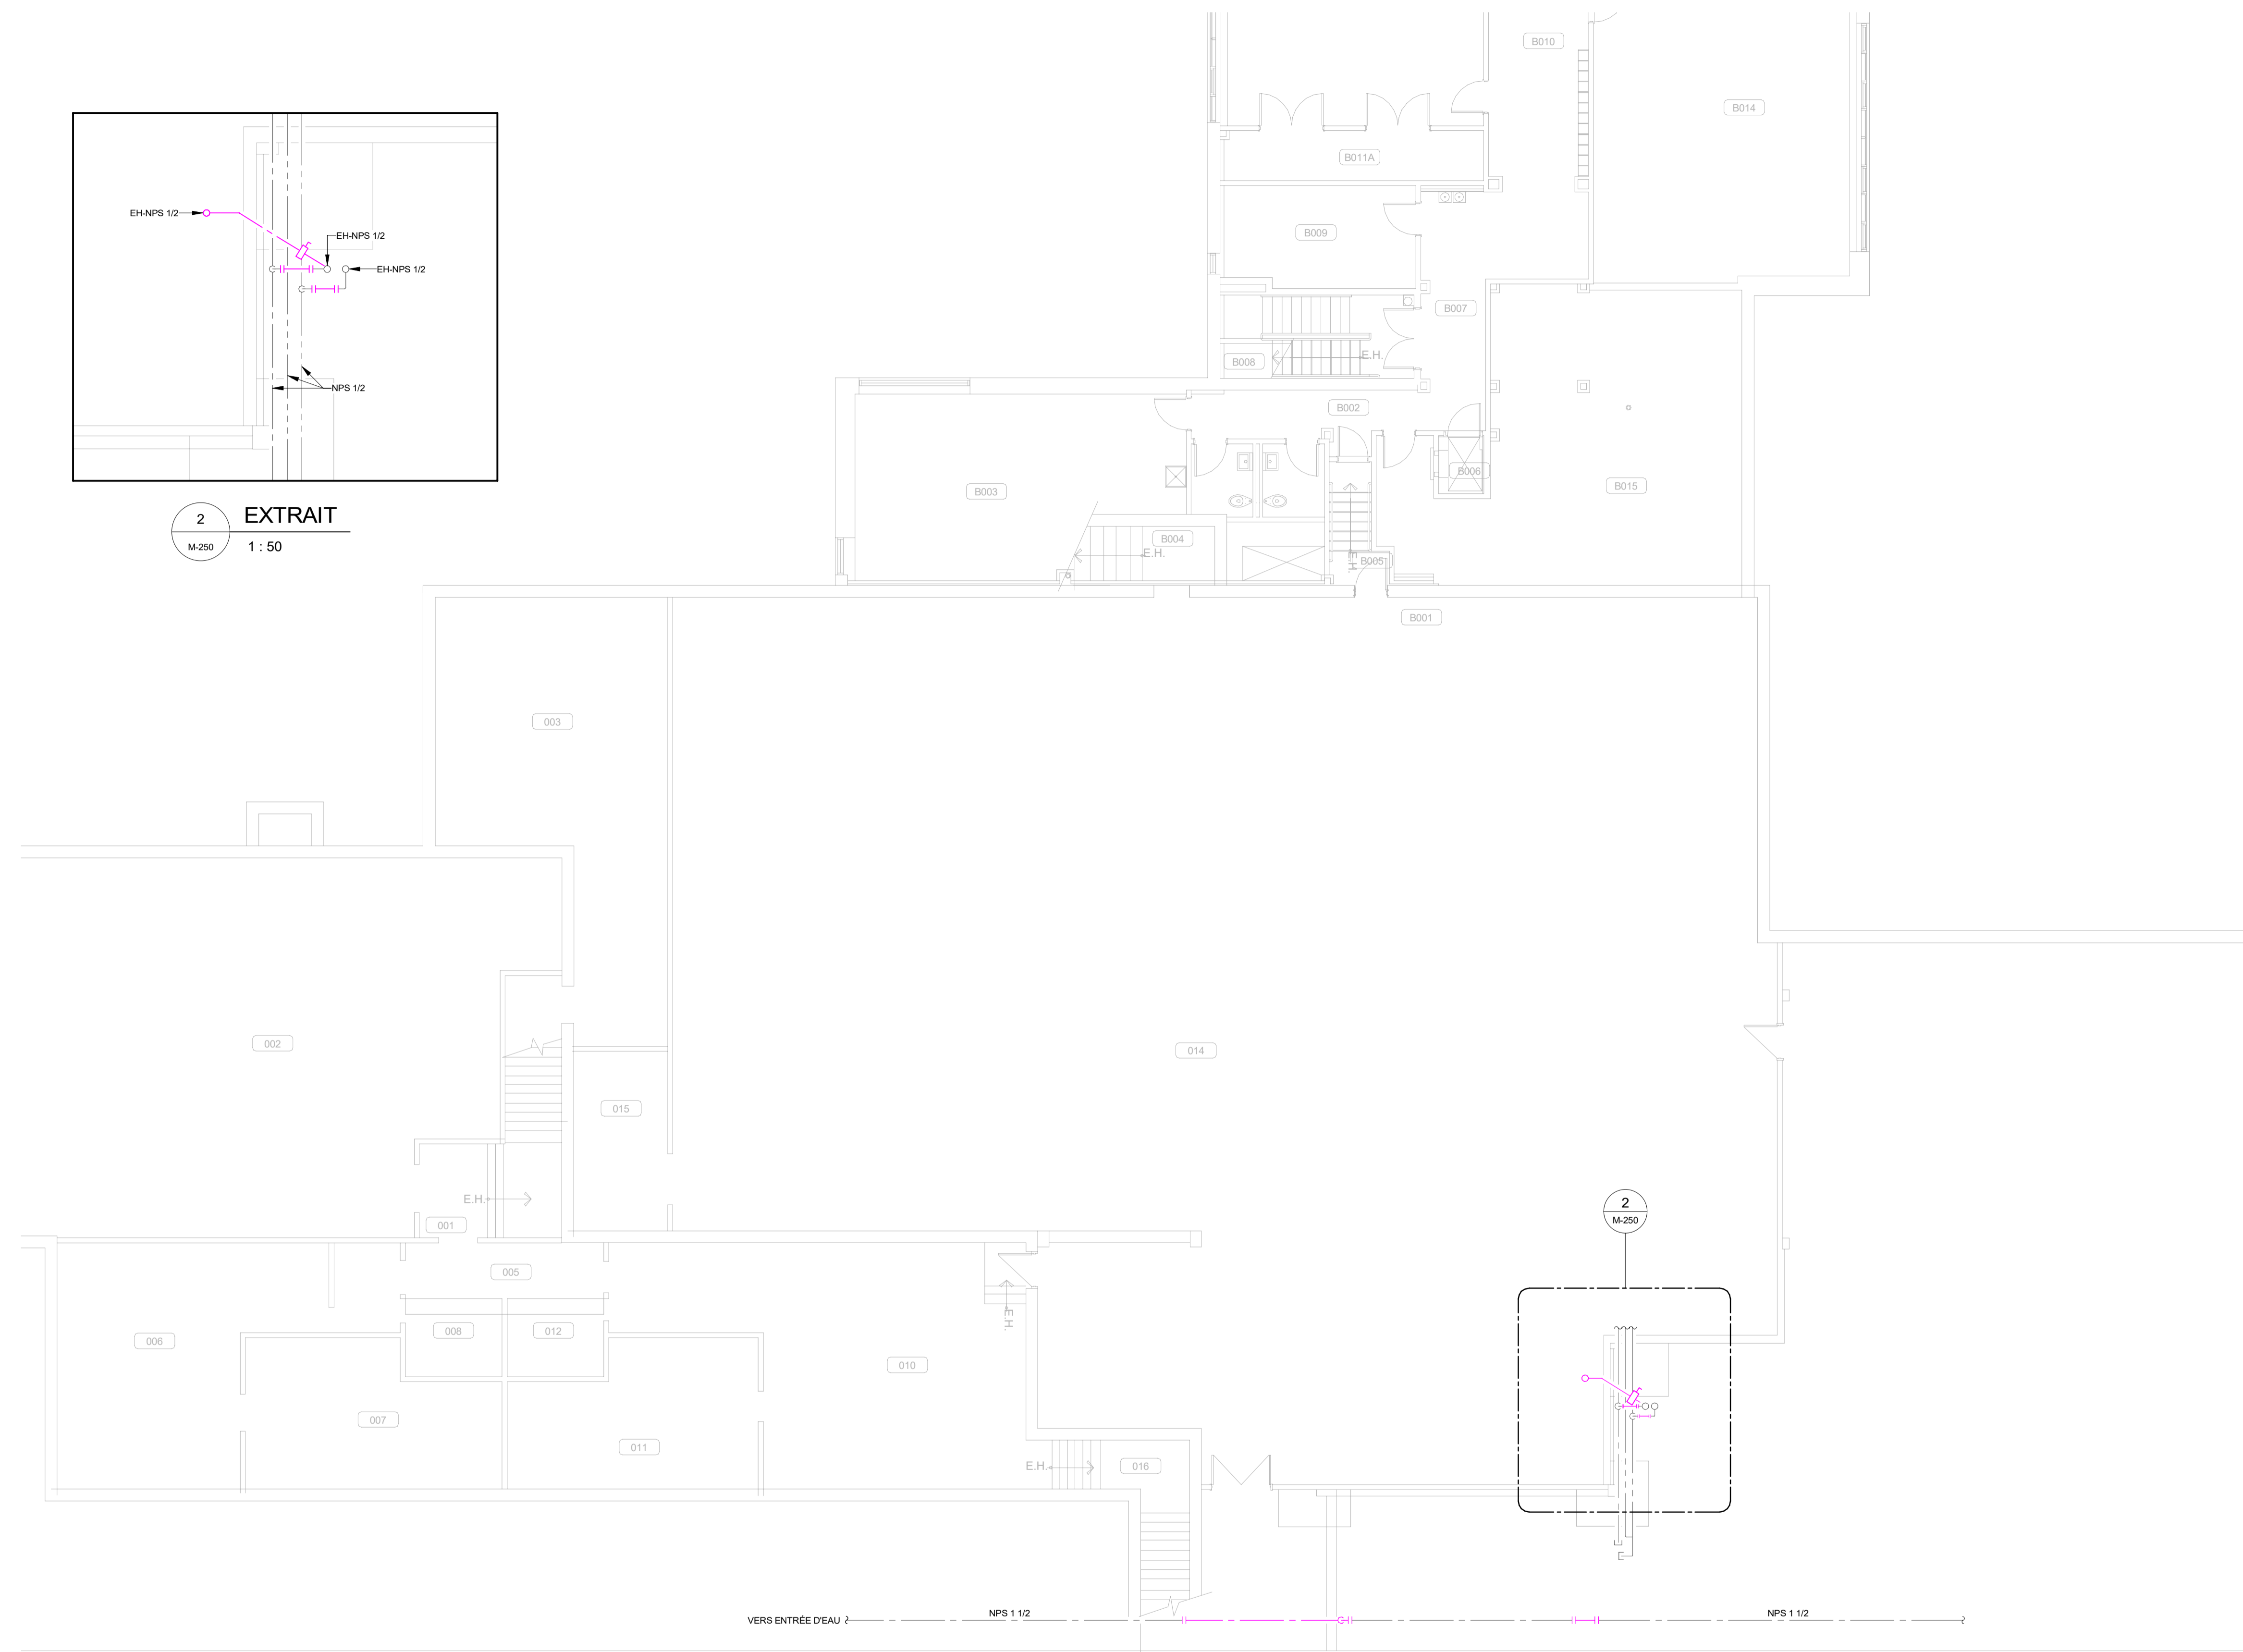 B010
B014
B011A
EH-NPS 1/2
EH-NPS 1/2
EH-NPS 1/2
NPS 1/2
B009
B007
B008
E.H.
B002
B003
B006
B015
2
EXTRAIT
M-250
1 : 50
B004
E.H.
E.H.
B005
B001
003
002
014
015
E.H.
001
2
M-250
005
E.H.
006
008
012
010
007
011
E.H.
016
VERS ENTRÉE D'EAU
NPS 1 1/2
NPS 1 1/2